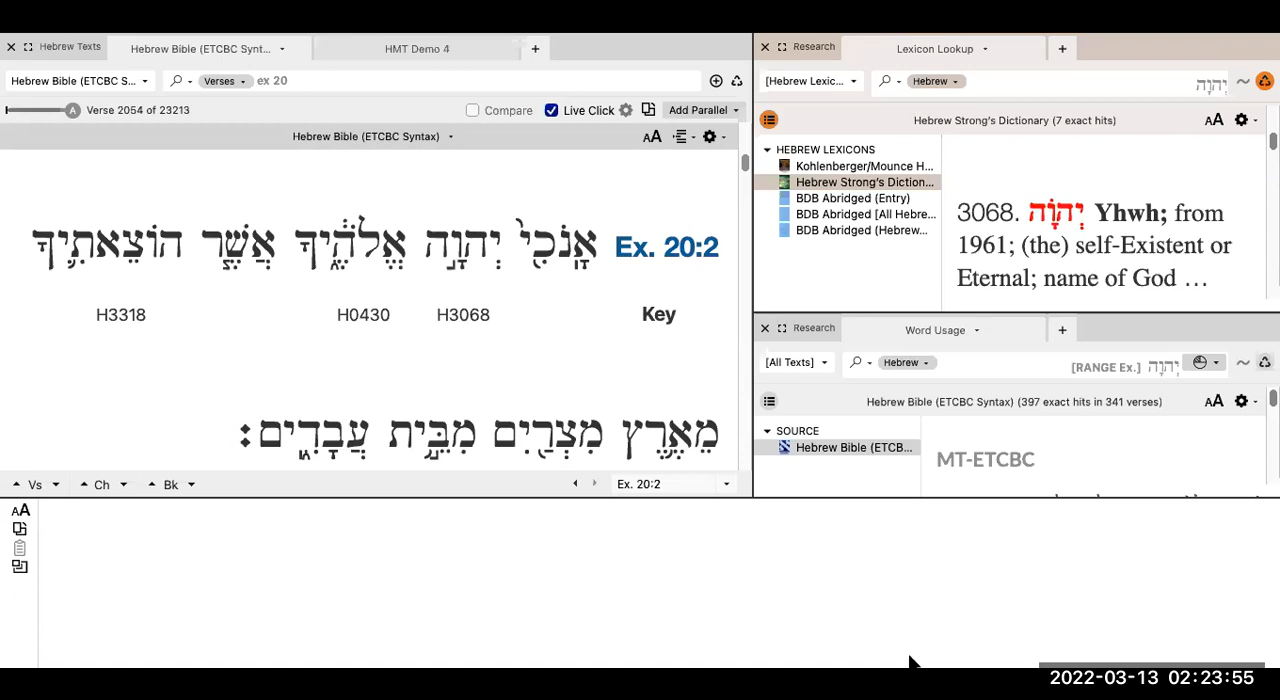 Hebrew Texts
Hebrew Bible (ETCBC Synt...
HMT Demo 4
Hebrew Bible (ETCBC S...
Verses
ex 20
Verse 2054 of 23213
Compare
Live Click
Add Parallel
Hebrew Bible (ETCBC Syntax)
AA
Ex. 20:2 אָֽנֹכִ֖י֙ יְהוָ֣ה אֱלֹהֶ֑֔יךָ אֲשֶׁ֧ר הוֹצֵאתִ֛יךָ
Key H3068 H0430 H3318
מֵאֶ֥רֶץ מִצְרַ֖יִם מִבֵּ֣֥ית עֲבָדִ֑͏ֽים׃
Vs
Ch
Bk
Ex. 20:2
Research
Lexicon Lookup
[Hebrew Lexic...
Hebrew
יְהֹוָה
Hebrew Strong's Dictionary (7 exact hits)
AA
HEBREW LEXICONS
Kohlenberger/Mounce H...
Hebrew Strong's Diction...
BDB Abridged (Entry)
BDB Abridged [All Hebre...
BDB Abridged (Hebrew...
3068. יְהֹוָה Yhwh; from
1961; (the) self-Existent or
Eternal; name of God ...
Research
Word Usage
[All Texts]
Hebrew
[RANGE Ex.] יְהֹוָה
Hebrew Bible (ETCBC Syntax) (397 exact hits in 341 verses)
AA
SOURCE
Hebrew Bible (ETCB...
MT-ETCBC
AA
2022-03-13 02:23:55